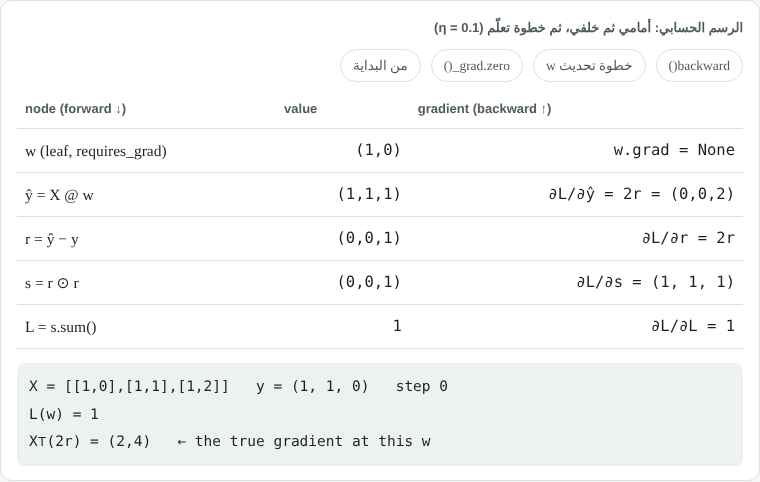 الرسم الحسابي: أمامي ثم خلفي، ثم خطوة تعلّم (η = 0.1)
()backward
خطوة تحديث w
()_grad.zero
من البداية
node (forward ↓) value gradient (backward ↑)
w (leaf, requires_grad) (1,0) w.grad = None
ŷ = X @ w (1,1,1) ∂L/∂ŷ = 2r = (0,0,2)
r = ŷ − y (0,0,1) ∂L/∂r = 2r
s = r ⊙ r (0,0,1) ∂L/∂s = (1, 1, 1)
L = s.sum() 1 ∂L/∂L = 1
X = [[1,0],[1,1],[1,2]] y = (1, 1, 0) step 0
L(w) = 1
X⊤(2r) = (2,4) ← the true gradient at this w